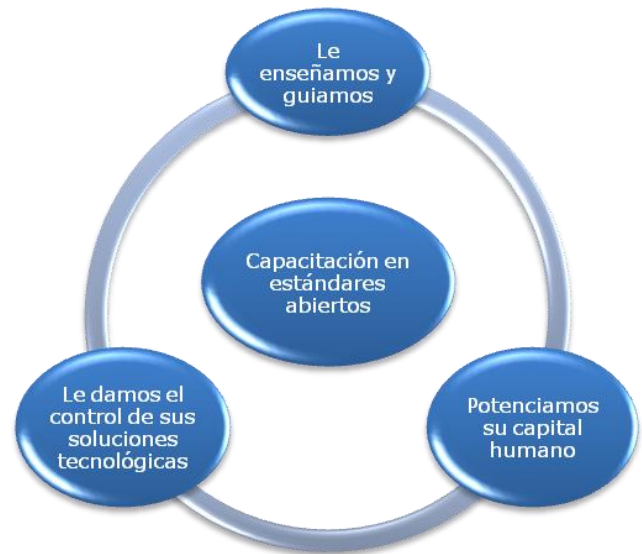 Le
enseñamos y
guiamos
Capacitación en
estándares
abiertos
Le damos el
control de sus
soluciones
tecnológicas
Potenciamos
su capital
humano